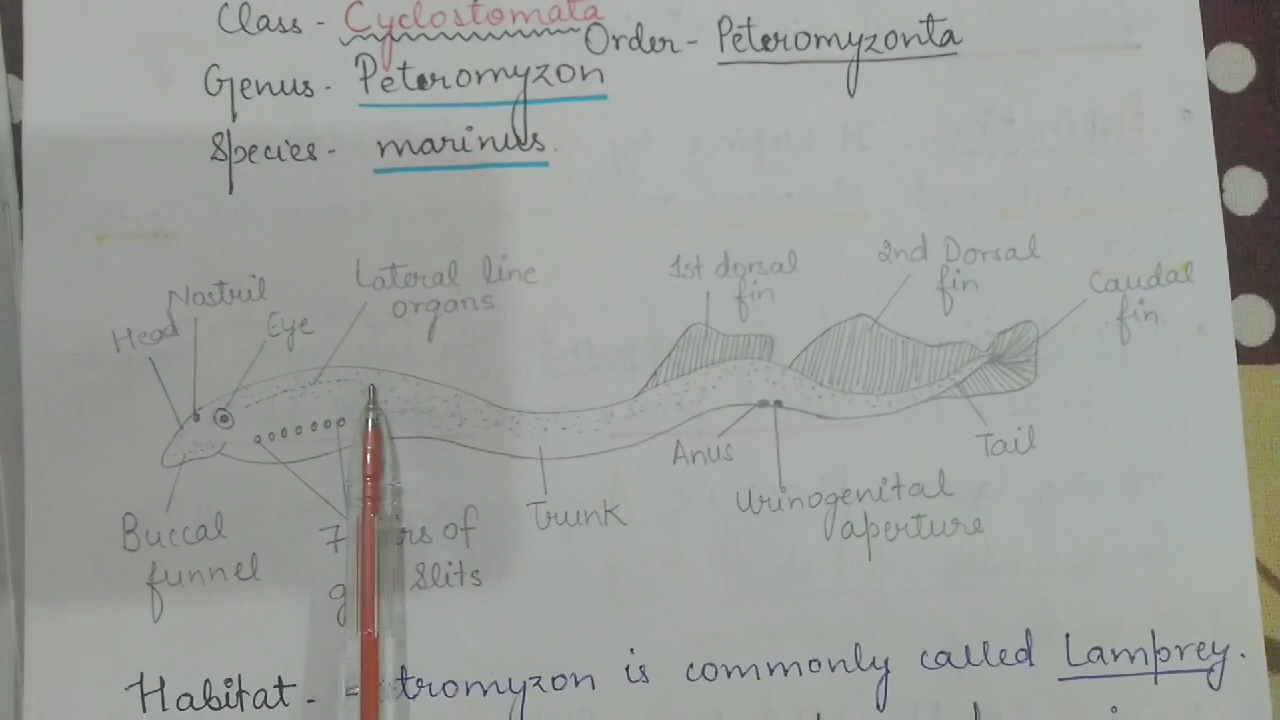 Class - Cyclostomata
Order - Peteromyzonta
Genus - Peteromyzon
Species - marinus.
Nostril
Lateral line
organs
1st dorsal
fin
2nd Dorsal
fin
Caudal
fin
Head
Eye
Anus
Tail
Trunk
Urinogenital
aperture
Buccal
funnel
7 of
slits
Habitat - tromyzon is commonly called Lamprey.